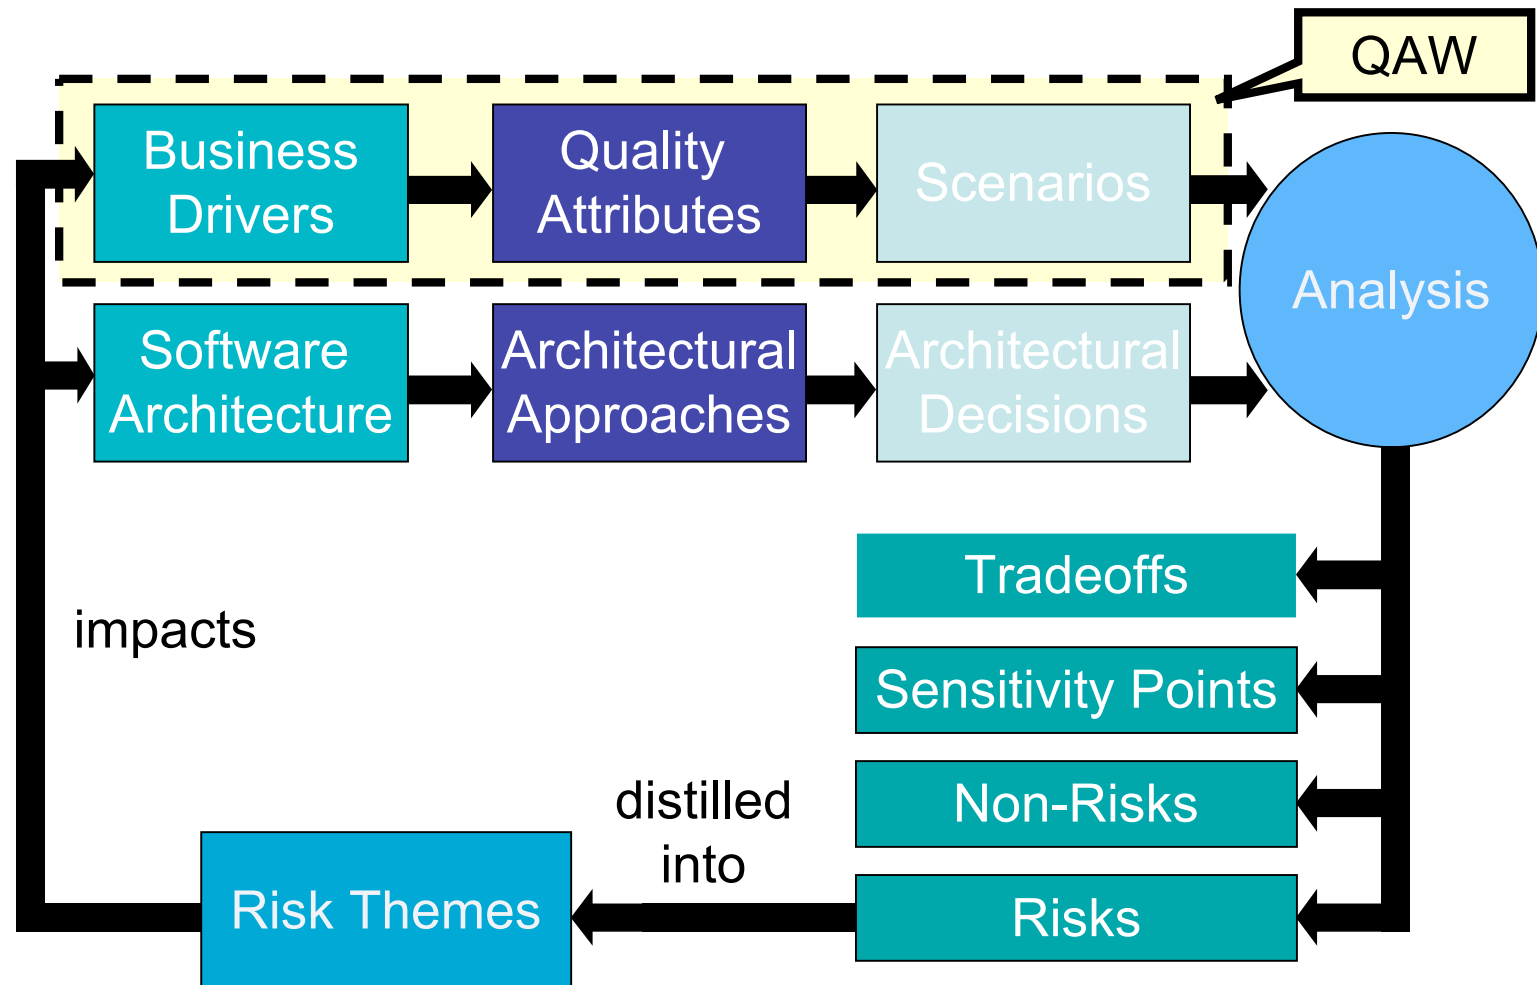 QAW
Business
Drivers
Quality
Attributes
Scenarios
Analysis
Software
Architecture
Architectural
Approaches
Architectural
Decisions
Tradeoffs
impacts
Sensitivity Points
Non-Risks
distilled
into
Risk Themes
Risks